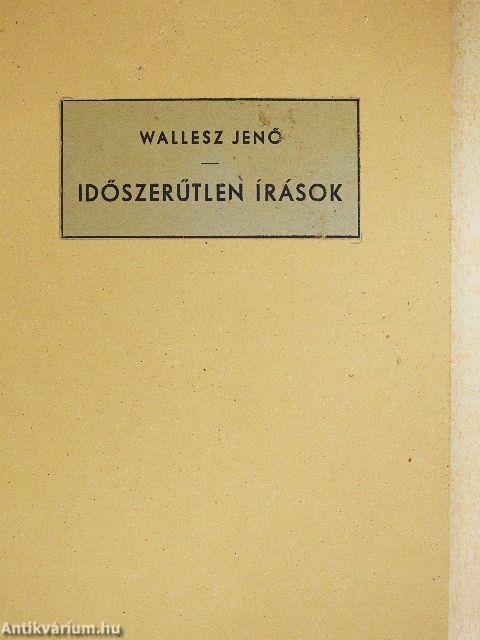 WALLESZ JENŐ
IDŐSZERŰTLEN ÍRÁSOK
Antikvárium.hu